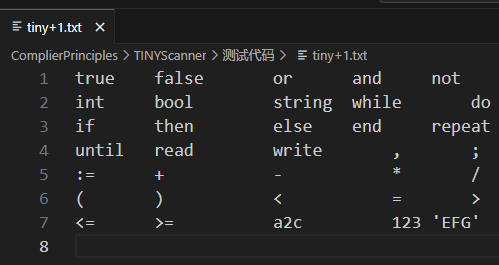 tiny+1.txt
ComplierPrinciples > TINYScanner > 测试代码 > tiny+1.txt
1 true false or and not
2 int bool string while do
3 if then else end repeat
4 until read write , ;
5 := + - * /
6 ( ) < = >
7 <= >= a2c 123 'EFG'
8